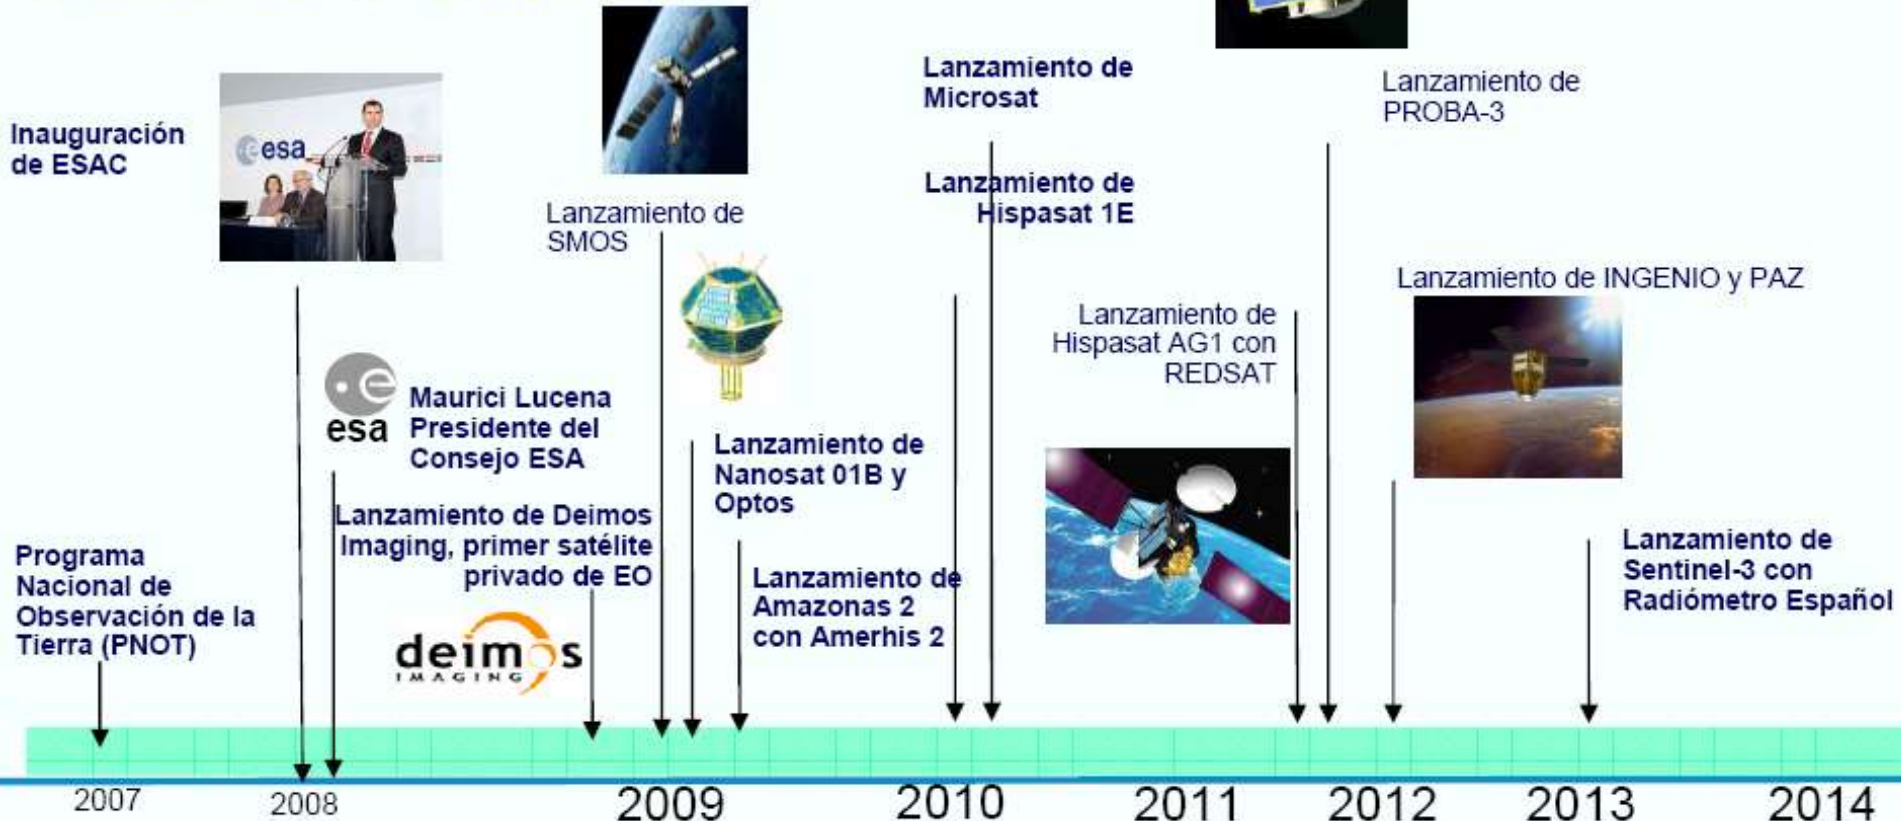 Inauguración
de ESAC
esa
Lanzamiento de
SMOS
Lanzamiento de
Microsat
Lanzamiento de
Hispasat 1E
Lanzamiento de
PROBA-3
Lanzamiento de INGENIO y PAZ
Lanzamiento de
Hispasat AG1 con
REDSAT
esa
Maurici Lucena
Presidente del
Consejo ESA
Lanzamiento de
Nanosat 01B y
Optos
Lanzamiento de Deimos
Imaging, primer satélite
privado de EO
deimos
IMAGING
Programa
Nacional de
Observación de la
Tierra (PNOT)
Lanzamiento de
Amazonas 2
con Amerhis 2
Lanzamiento de
Sentinel-3 con
Radiómetro Español
2007
2008
2009
2010
2011
2012
2013
2014